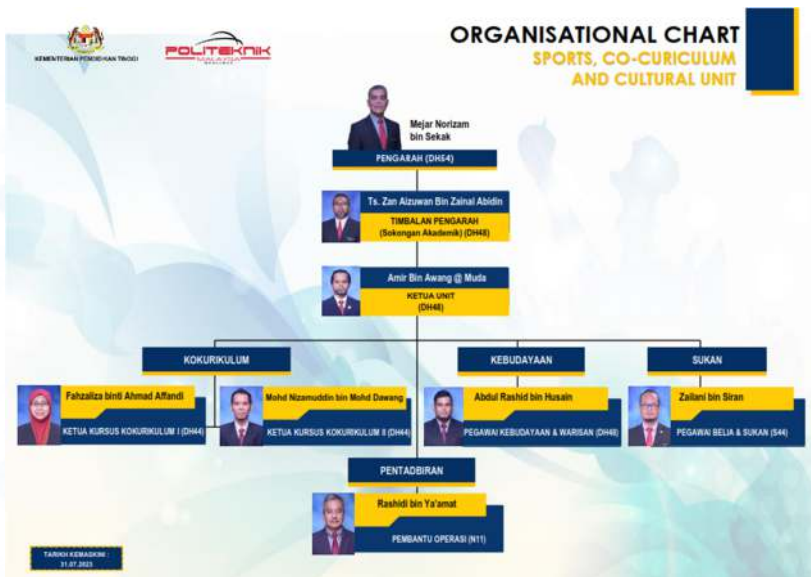 ORGANISATIONAL CHART
SPORTS, CO-CURICULUM
AND CULTURAL UNIT
KEMENTERIAN PENDIDIKAN TINGGI
POLITEKNIK
MALAYSIA
Mejar Norizam
bin Sekak
PENGARAH (DH54)
Ts. Zan Aizuwan Bin Zainal Abidin
TIMBALAN PENGARAH
(Sokongan Akademik) (DH48)
Amir Bin Awang @ Muda
KETUA UNIT
(DH48)
KOKURIKULUM
KEBUDAYAAN
SUKAN
Fahzaliza binti Ahmad Affandi
KETUA KURSUS KOKURIKULUM I (DH44)
Mohd Nizamuddin bin Mohd Dawang
KETUA KURSUS KOKURIKULUM II (DH44)
Abdul Rashid bin Husain
PEGAWAI KEBUDAYAAN & WARISAN (DH48)
Zailani bin Siran
PEGAWAI BELIA & SUKAN (S44)
PENTADBIRAN
Rashidi bin Ya'amat
PEMBANTU OPERASI (N11)
TARIKH KEMASKINI :
31.07.2023